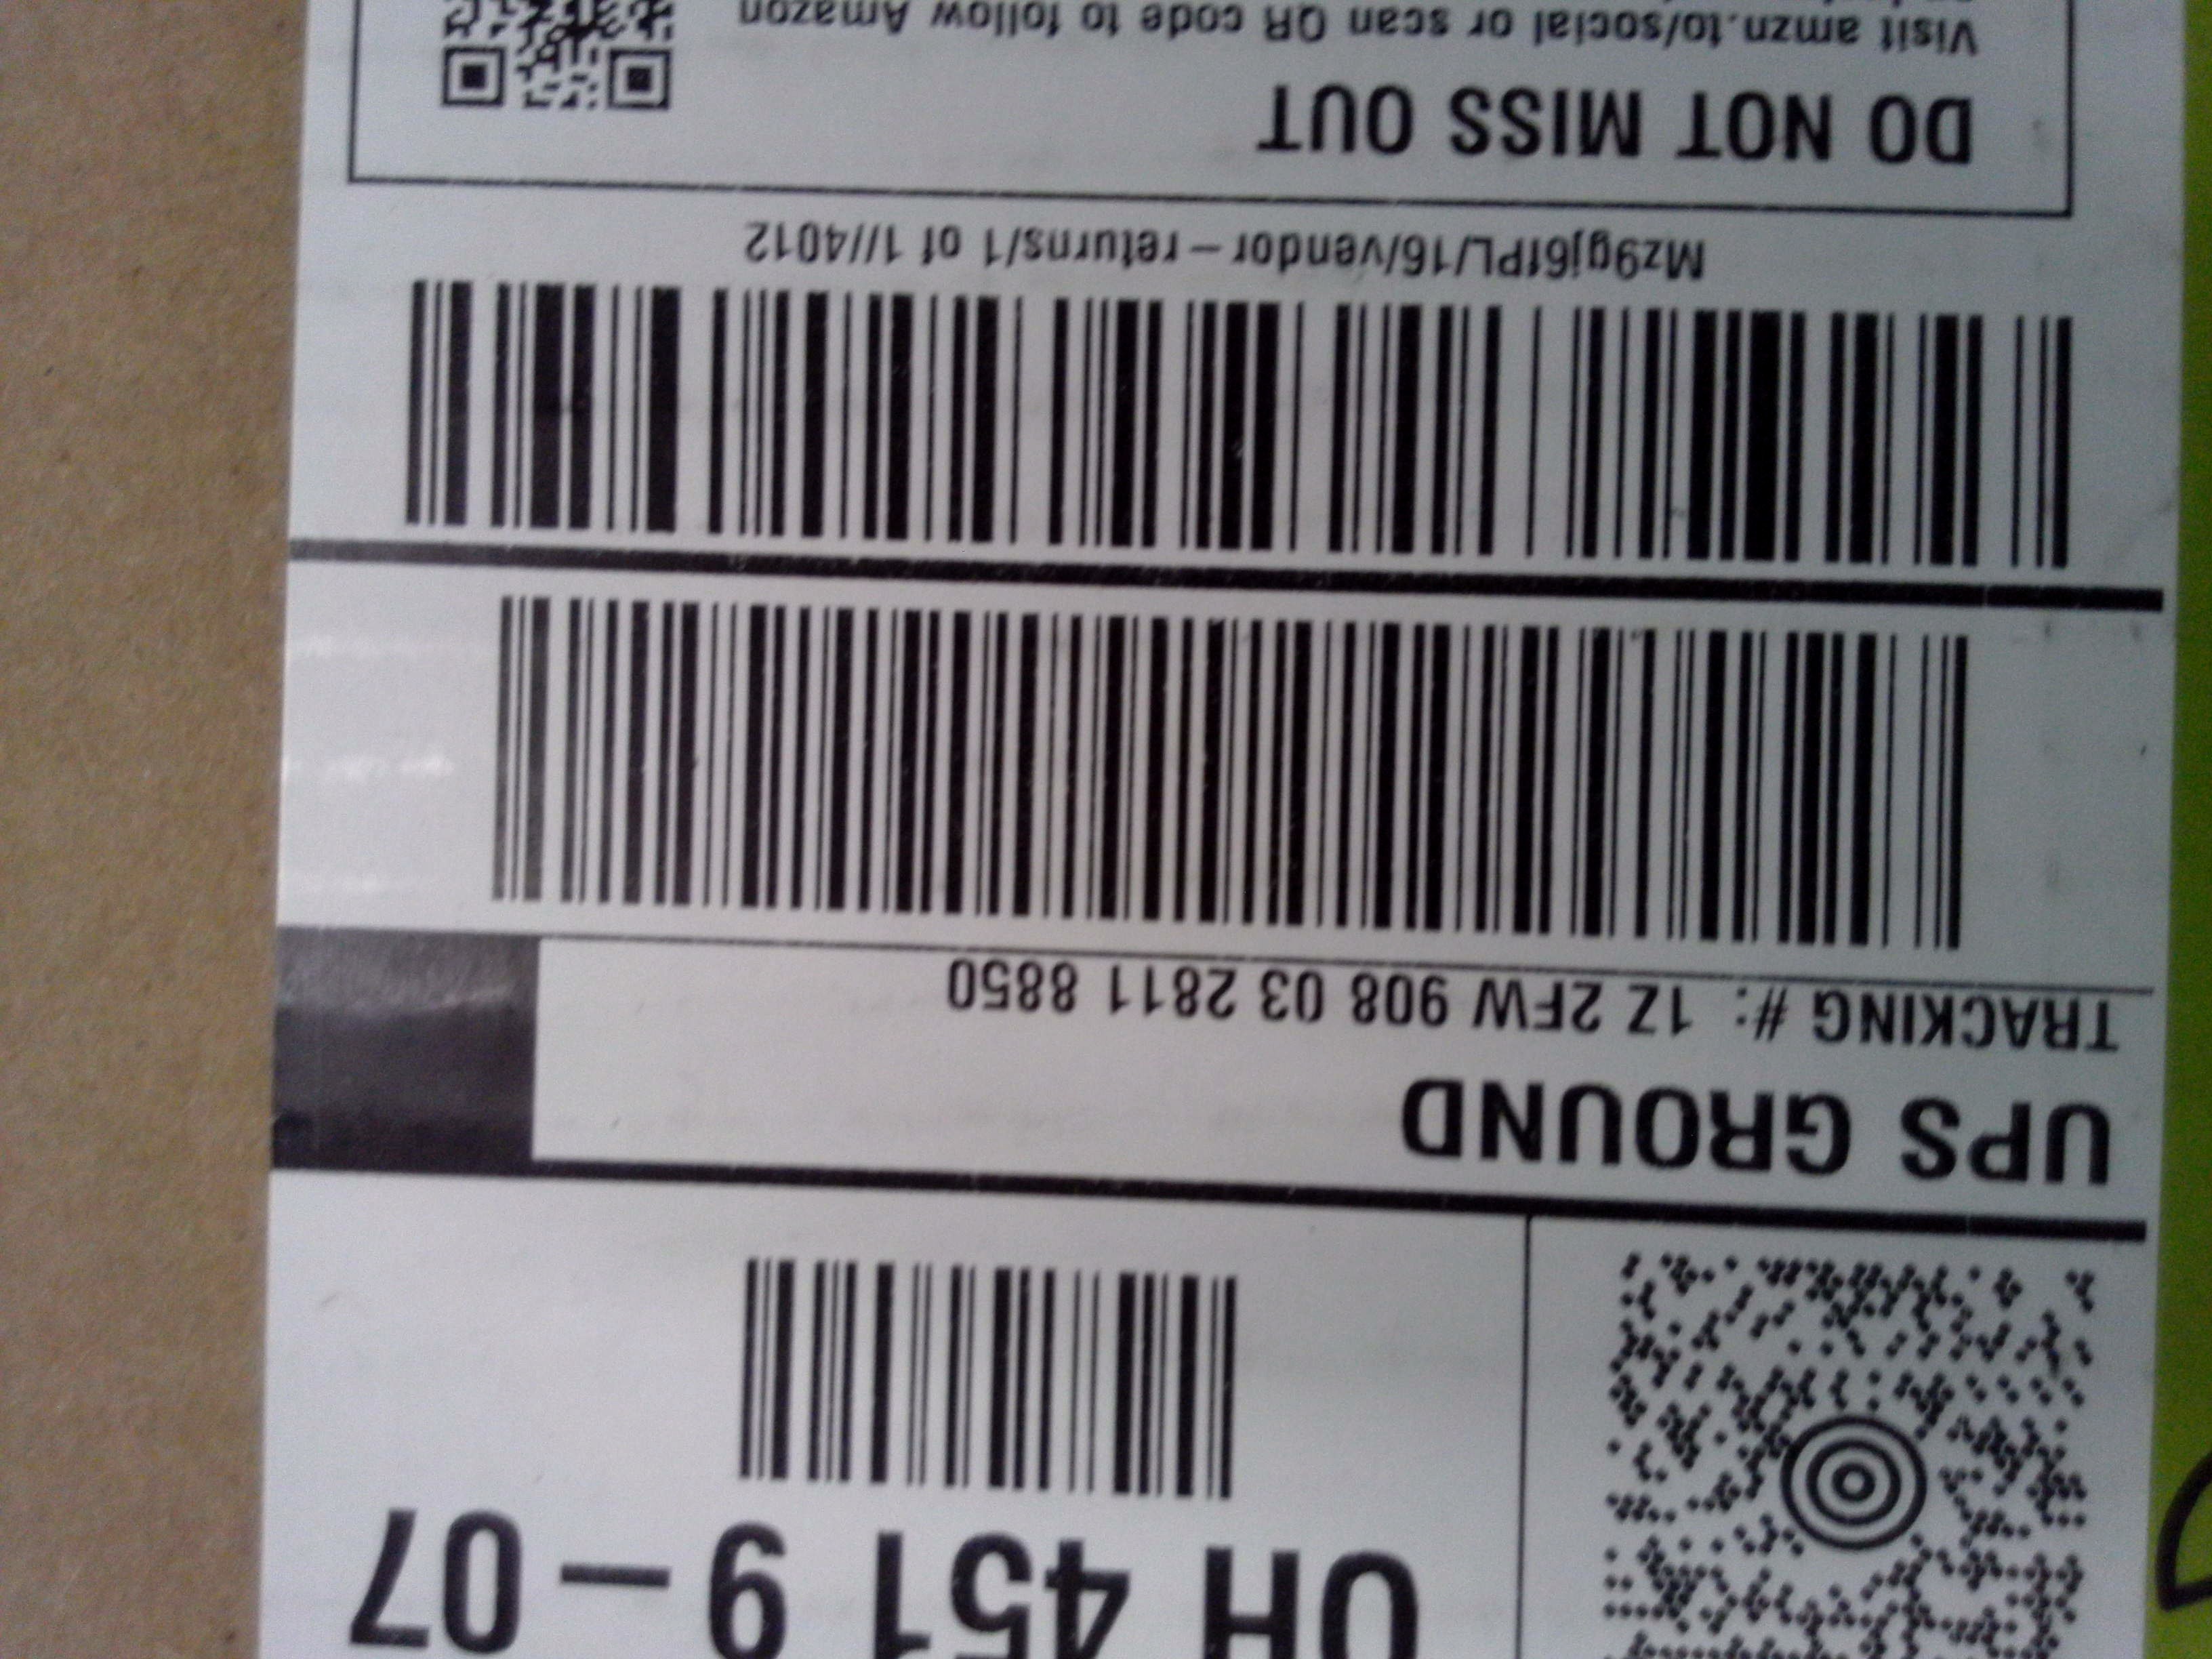 OH 451 9-07
UPS GROUND
TRACKING #: 1Z 2FW 908 03 2811 8850
Mz9gj6fPL/16/vendor-returns/1 of 1//4012
DO NOT MISS OUT
Visit amzn.to/social or scan QR code to follow Amazon